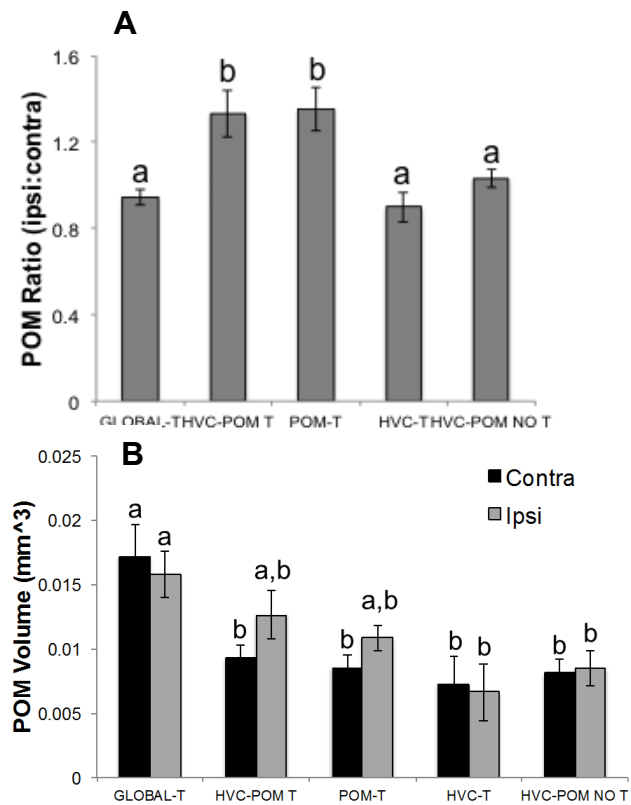 A
POM Ratio (ipsi:contra)
1.6
1.2
0.8
0.4
0
a
b
b
a
a
GLOBAL-T HVC-POM T POM-T HVC-T HVC-POM NO T
B
POM Volume (mm^3)
0.025
0.02
0.015
0.01
0.005
0
Contra
Ipsi
a
a
b
a,b
b
a,b
b
b
b
b
GLOBAL-T HVC-POM T POM-T HVC-T HVC-POM NO T